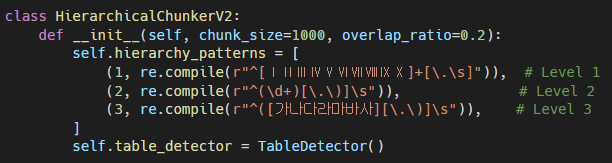 class HierarchicalChunkerV2:
def __init__(self, chunk_size=1000, overlap_ratio=0.2):
self.hierarchy_patterns = [
(1, re.compile(r"^[ⅠⅡⅢⅣⅤⅥⅦⅧⅨⅩ]+[\.\s]")),  # Level 1
(2, re.compile(r"^(\d+)[\.\)]\s")),  # Level 2
(3, re.compile(r"^([가나다라마바사][\.\)]\s")),  # Level 3
]
self.table_detector = TableDetector()